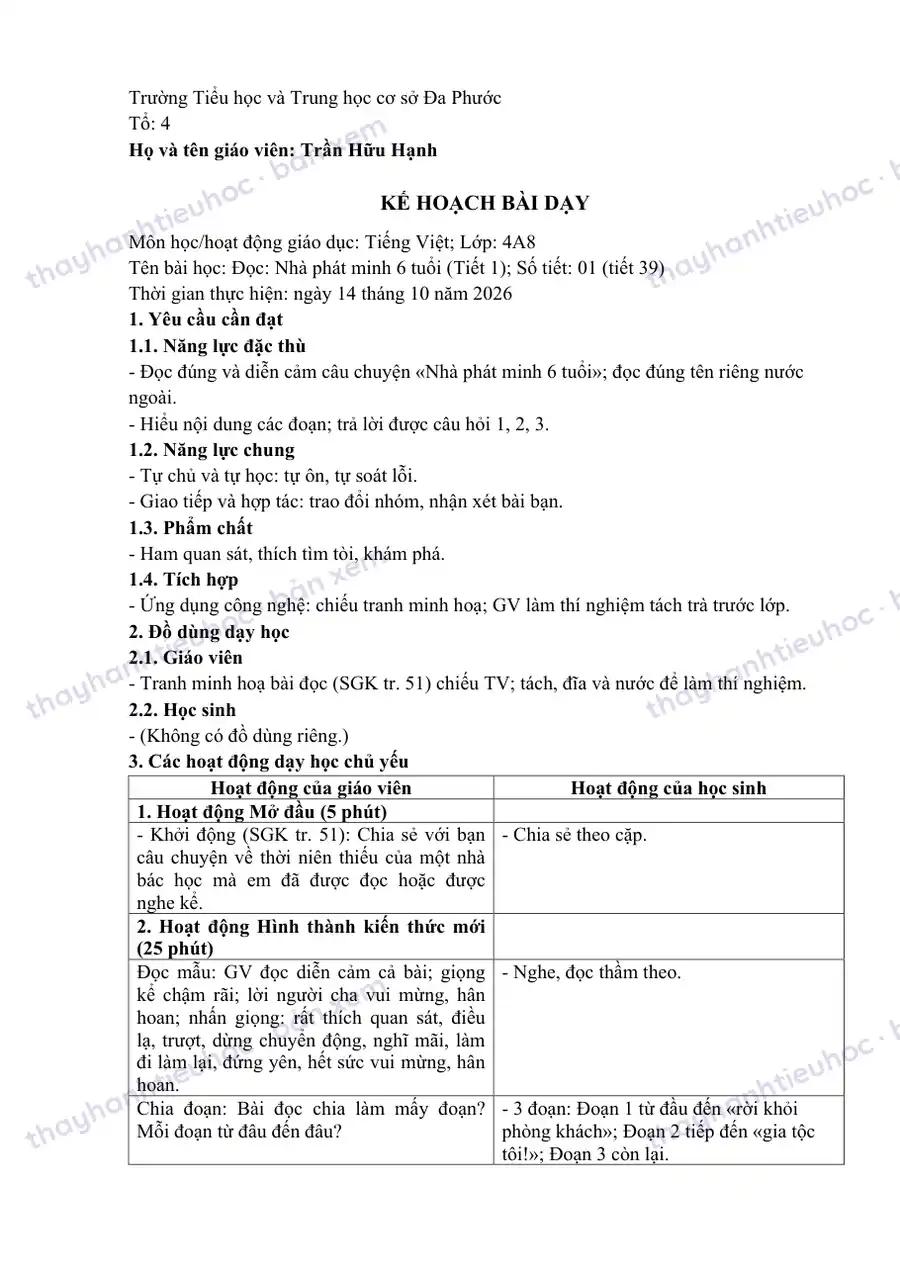 Trường Tiểu học và Trung học cơ sở Đa Phước
Tổ: 4
Họ và tên giáo viên: Trần Hữu Hạnh
KẾ HOẠCH BÀI DẠY
Môn học/hoạt động giáo dục: Tiếng Việt; Lớp: 4A8
Tên bài học: Đọc: Nhà phát minh 6 tuổi (Tiết 1); Số tiết: 01 (tiết 39)
Thời gian thực hiện: ngày 14 tháng 10 năm 2026
1. Yêu cầu cần đạt
1.1. Năng lực đặc thù
- Đọc đúng và diễn cảm câu chuyện «Nhà phát minh 6 tuổi»; đọc đúng tên riêng nước
ngoài.
- Hiểu nội dung các đoạn; trả lời được câu hỏi 1, 2, 3.
1.2. Năng lực chung
- Tự chủ và tự học: tự ôn, tự soát lỗi.
- Giao tiếp và hợp tác: trao đổi nhóm, nhận xét bài bạn.
1.3. Phẩm chất
- Ham quan sát, thích tìm tòi, khám phá.
1.4. Tích hợp
- Ứng dụng công nghệ: chiếu tranh minh hoạ; GV làm thí nghiệm tách trà trước lớp.
2. Đồ dùng dạy học
2.1. Giáo viên
- Tranh minh hoạ bài đọc (SGK tr. 51) chiếu TV; tách, đĩa và nước để làm thí nghiệm.
2.2. Học sinh
- (Không có đồ dùng riêng.)
3. Các hoạt động dạy học chủ yếu
Hoạt động của giáo viên
Hoạt động của học sinh
1. Hoạt động Mở đầu (5 phút)
- Khởi động (SGK tr. 51): Chia sẻ với bạn
câu chuyện về thời niên thiếu của một nhà
bác học mà em đã được đọc hoặc được
nghe kể.
- Chia sẻ theo cặp.
2. Hoạt động Hình thành kiến thức mới
(25 phút)
Đọc mẫu: GV đọc diễn cảm cả bài; giọng
kể chậm rãi; lời người cha vui mừng, hân
hoan; nhấn giọng: rất thích quan sát, điều
lạ, trượt, dừng chuyển động, nghĩ mãi, làm
đi làm lại, đứng yên, hết sức vui mừng, hân
hoan.
- Nghe, đọc thầm theo.
Chia đoạn: Bài đọc chia làm mấy đoạn?
Mỗi đoạn từ đâu đến đâu?
- 3 đoạn: Đoạn 1 từ đầu đến «rời khỏi
phòng khách»; Đoạn 2 tiếp đến «gia tộc
tôi!»; Đoạn 3 còn lại.
thayhanhtieuhoc · bản xem
thayhanhtieuhoc · b
thayhanhtieuhoc · bản xem
thayhanhtieuhoc · b
thayhanhtieuhoc · bản xem
thayhanhtieuhoc · b